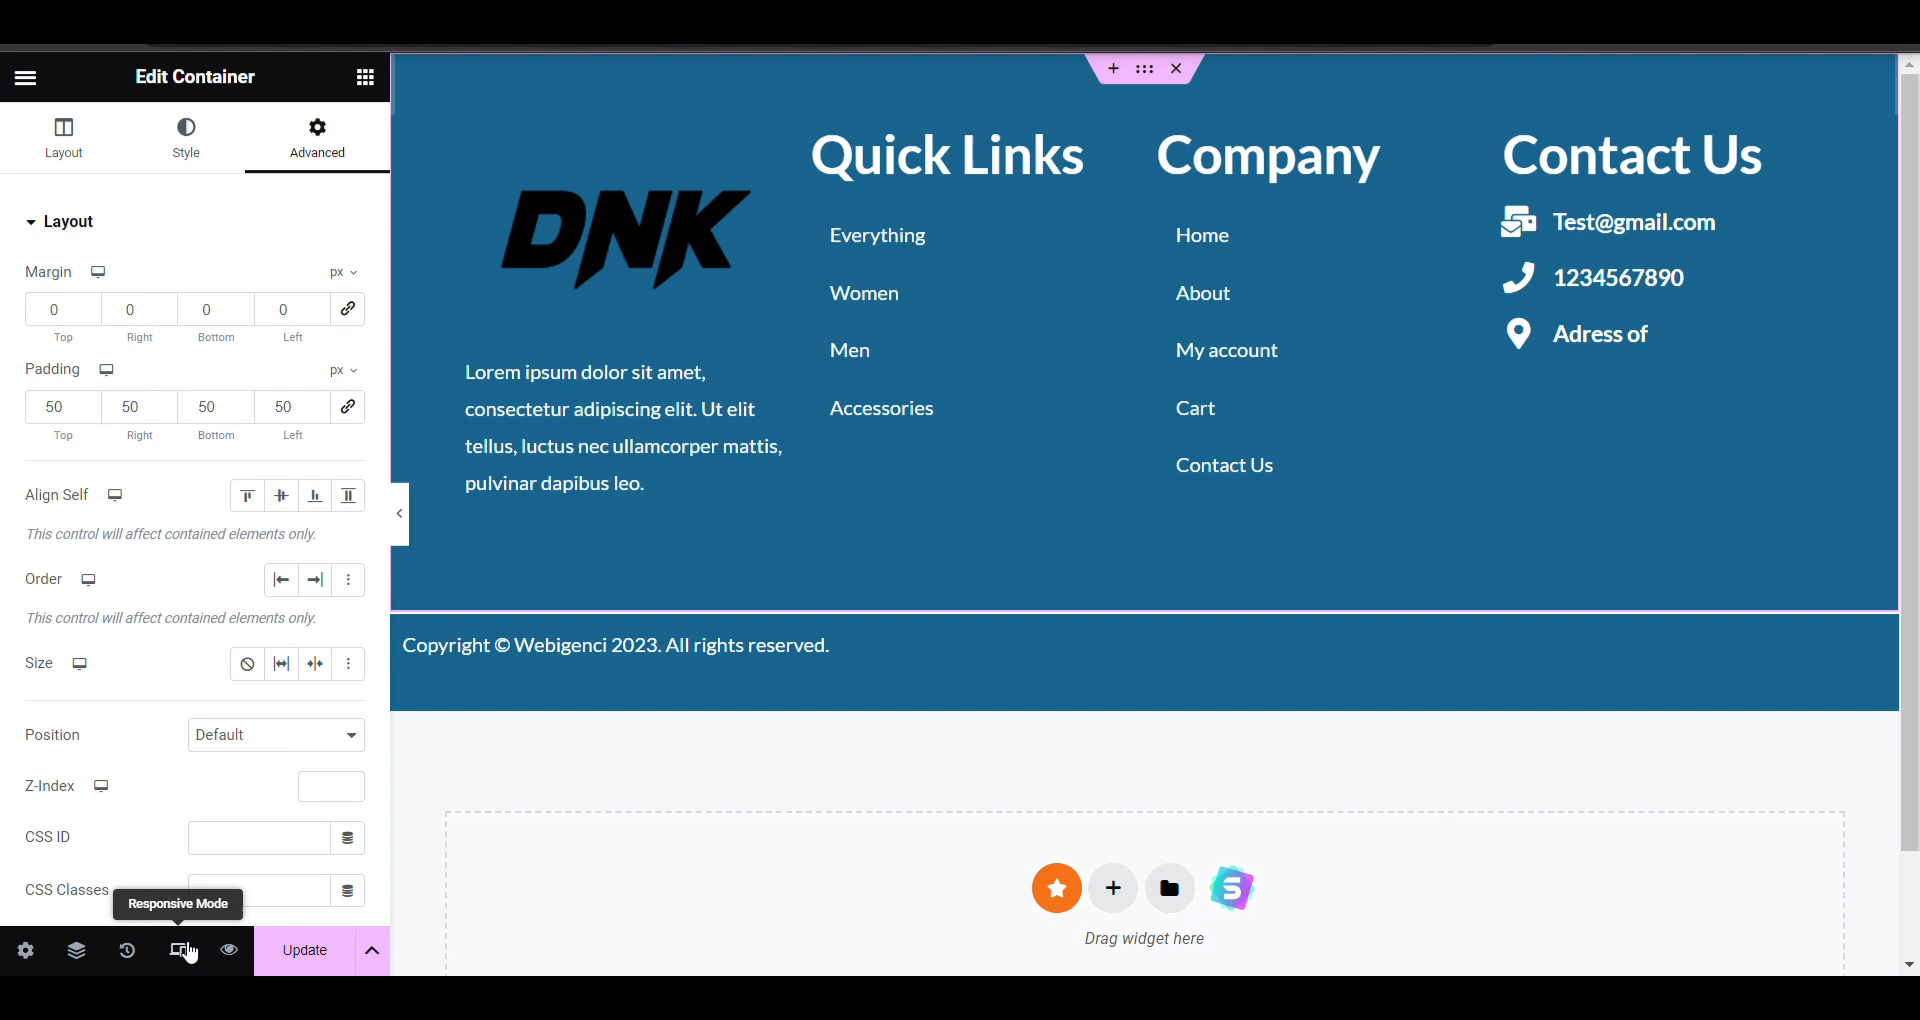 Edit Container
Layout
Style
Advanced
Layout
Margin
px
0
0
0
0
Top
Right
Bottom
Left
Padding
px
50
50
50
50
Top
Right
Bottom
Left
Align Self
This control will affect contained elements only.
Order
This control will affect contained elements only.
Size
Position
Default
Z-Index
CSS ID
CSS Classes
Responsive Mode
Update
DNK
Lorem ipsum dolor sit amet,
consectetur adipiscing elit. Ut elit
tellus, luctus nec ullamcorper mattis,
pulvinar dapibus leo.
Quick Links
Everything
Women
Men
Accessories
Company
Home
About
My account
Cart
Contact Us
Contact Us
Test@gmail.com
1234567890
Adress of
Copyright © Webigenci 2023. All rights reserved.
S
Drag widget here